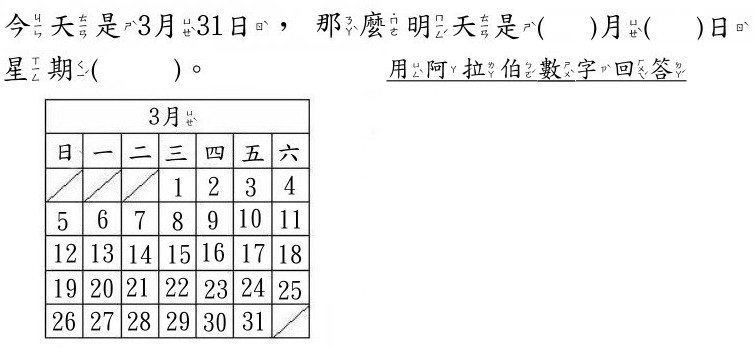 今天是3月31日，那麼明天是(　　)月(　　)日
星期(　　　)。　　用阿拉伯數字回答
3月
日 一 二 三 四 五 六
1 2 3 4
5 6 7 8 9 10 11
12 13 14 15 16 17 18
19 20 21 22 23 24 25
26 27 28 29 30 31